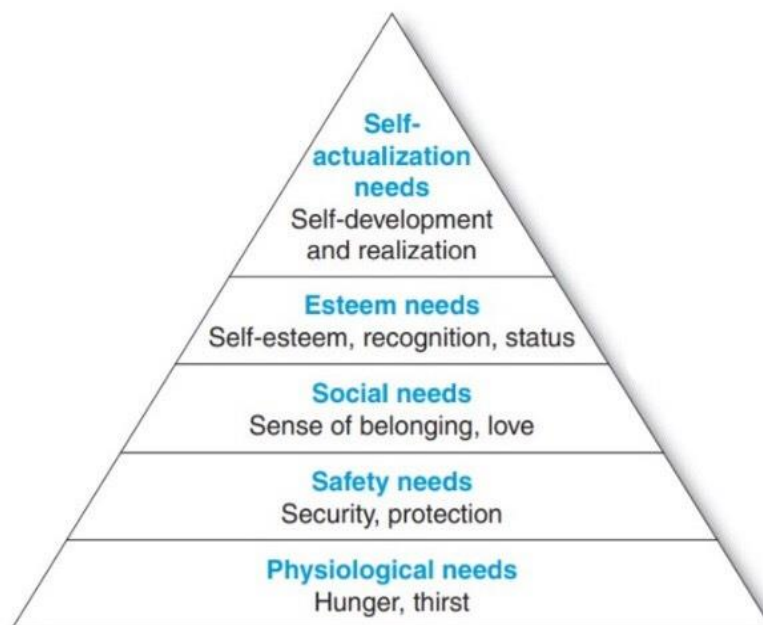 Self-
actualization
needs
Self-development
and realization
Esteem needs
Self-esteem, recognition, status
Social needs
Sense of belonging, love
Safety needs
Security, protection
Physiological needs
Hunger, thirst